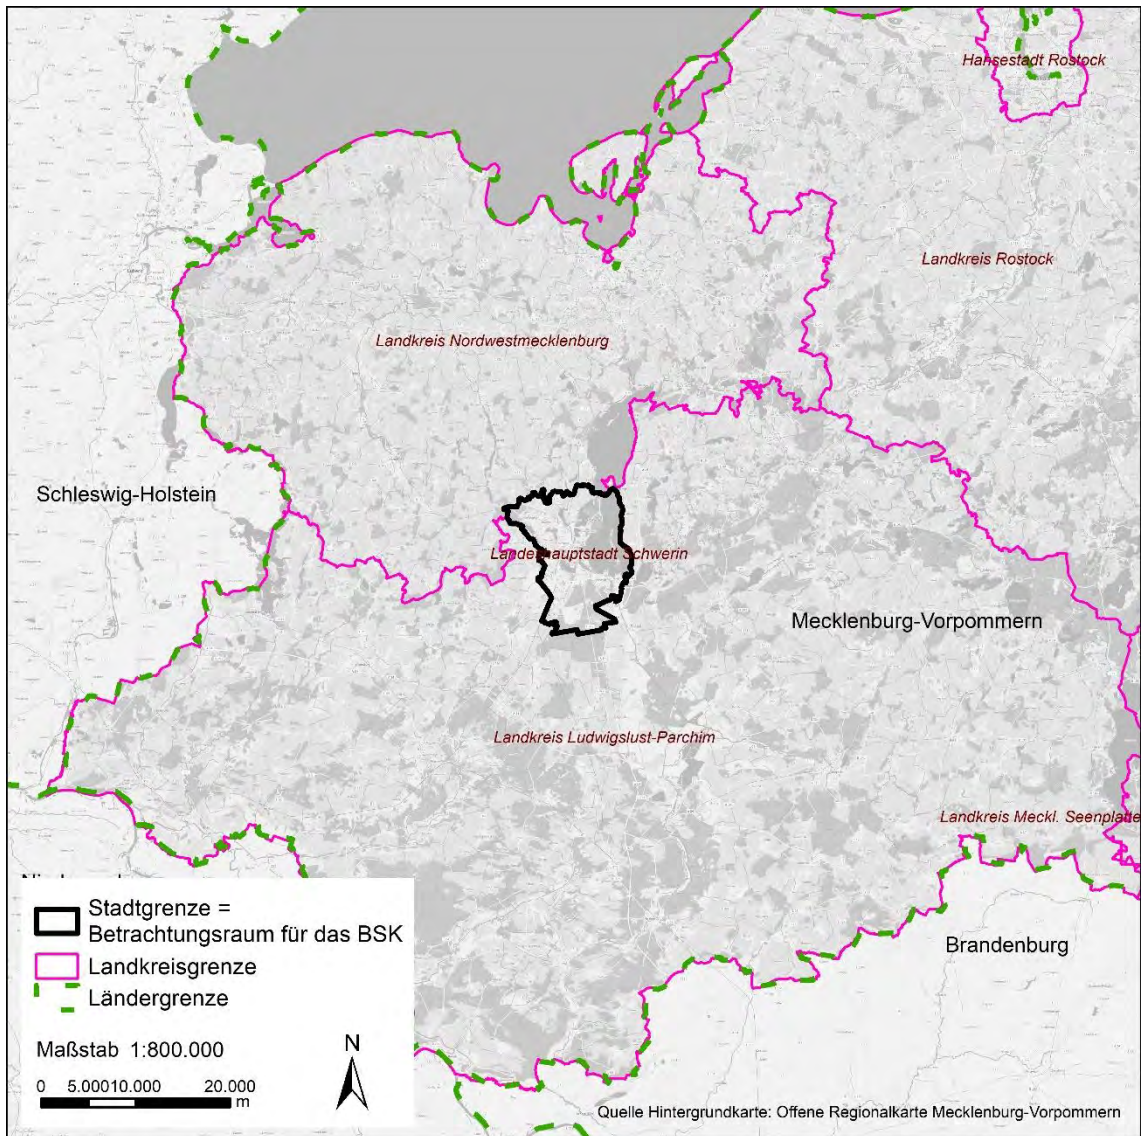 Hansestadt Rostock
Landkreis Rostock
Landkreis Nordwestmecklenburg
Schleswig-Holstein
Landeshauptstadt Schwerin
Mecklenburg-Vorpommern
Landkreis Ludwigslust-Parchim
Landkreis Meckl. Seenplatte
Brandenburg
Stadtgrenze =
Betrachtungsraum für das BSK
Landkreisgrenze
Ländergrenze
Maßstab 1:800.000
N
0 5.00010.000 20.000
m
Quelle Hintergrundkarte: Offene Regionalkarte Mecklenburg-Vorpommern